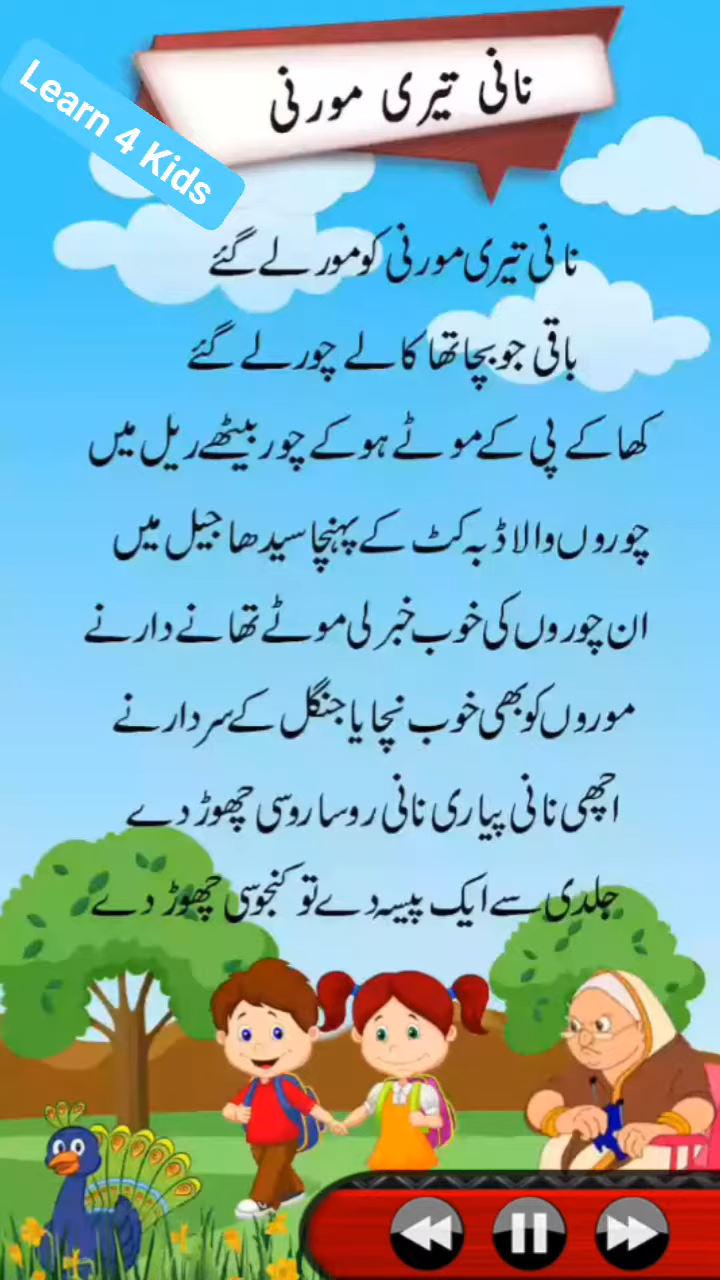 Learn 4 Kids
نانی تیری مورنی
نانی تیری مورنی کو مور لے گئے
باقی جو بچا تھا کالے چور لے گئے
کھا کے پی کے موٹے ہو کے چور بیٹھے ریل میں
چوروں والا ڈبہ کٹ کے پہنچا سیدھا جیل میں
ان چوروں کی خوب خبر لی موٹے تھانے دار نے
موروں کو بھی خوب نچایا جنگل کے سردار نے
اچھی نانی پیاری نانی روسا روسی چھوڑ دے
جلدی سے ایک پیسہ دے تو کنجوسی چھوڑ دے